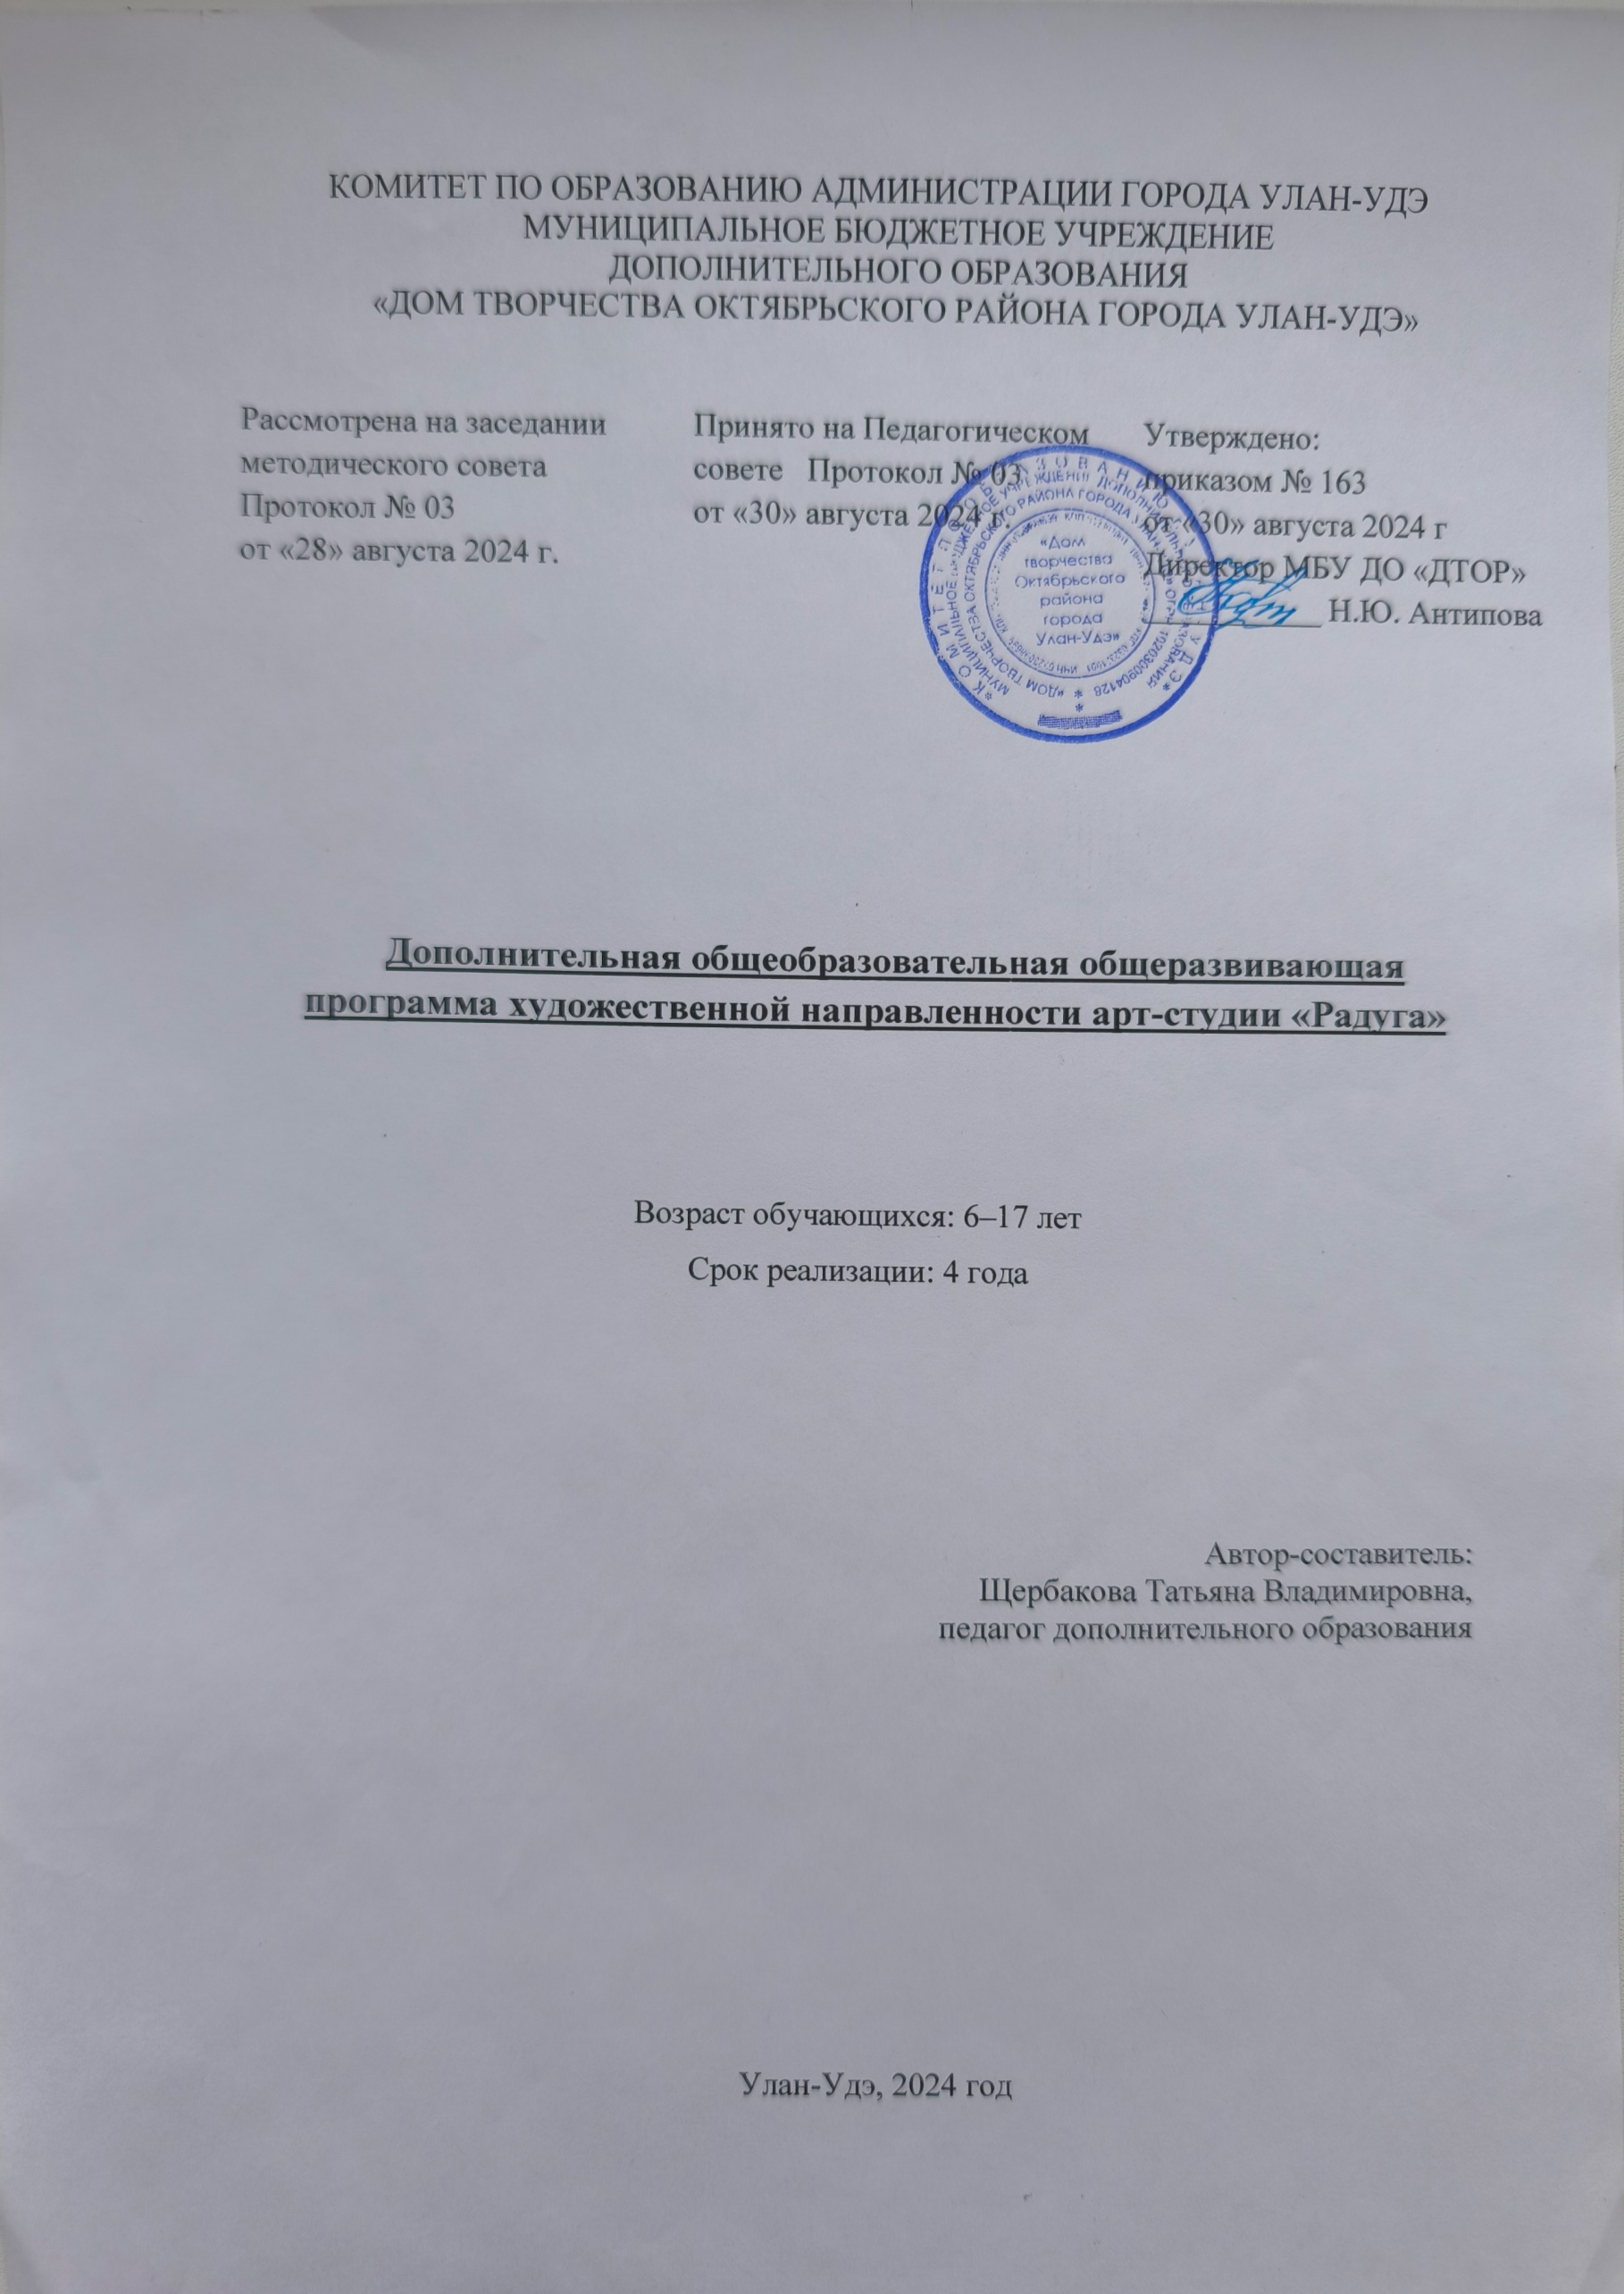 КОМИТЕТ ПО ОБРАЗОВАНИЮ АДМИНИСТРАЦИИ ГОРОДА УЛАН-УДЭ
МУНИЦИПАЛЬНОЕ БЮДЖЕТНОЕ УЧРЕЖДЕНИЕ
ДОПОЛНИТЕЛЬНОГО ОБРАЗОВАНИЯ
«ДОМ ТВОРЧЕСТВА ОКТЯБРЬСКОГО РАЙОНА ГОРОДА УЛАН-УДЭ»
Рассмотрена на заседании
методического совета
Протокол № 03
от «28» августа 2024 г.
Принято на Педагогическом
совете Протокол № 03
от «30» августа 2024 г.
Утверждено:
приказом № 163
от «30» августа 2024 г
Директор МБУ ДО «ДТОР»
Н.Ю. Антипова
«Дом
творчества
Октябрьского
района
города
Улан-Удэ»
Дополнительная общеобразовательная общеразвивающая
программа художественной направленности арт-студии «Радуга»
Возраст обучающихся: 6–17 лет
Срок реализации: 4 года
Автор-составитель:
Щербакова Татьяна Владимировна,
педагог дополнительного образования
Улан-Удэ, 2024 год